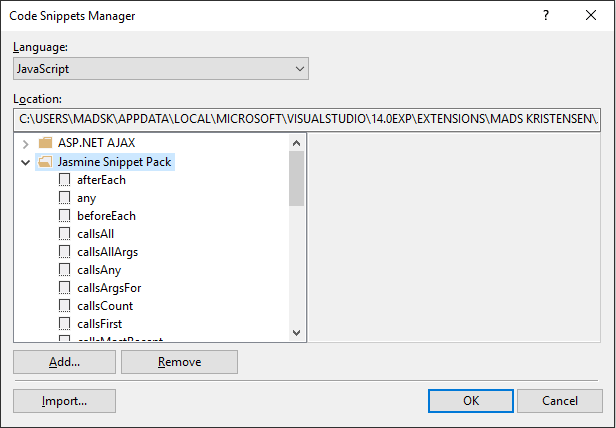 Code Snippets Manager
Language:
JavaScript
Location:
C:\USERS\MADSK\APPDATA\LOCAL\MICROSOFT\VISUALSTUDIO\14.0EXP\EXTENSIONS\MADS KRISTENSEN\
ASP.NET AJAX
Jasmine Snippet Pack
afterEach
any
beforeEach
callsAll
callsAllArgs
callsAny
callsArgsFor
callsCount
callsFirst
callsMostRecent
Add...
Remove
Import...
OK
Cancel